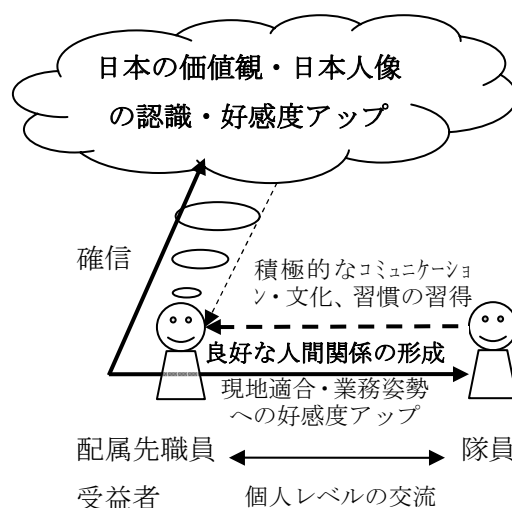 日本の価値観・日本人像
の認識・好感度アップ
確信
積極的なｺﾐｭﾆｹｰｼｮ
ﾝ・文化、習慣の習得
良好な人間関係の形成
現地適合・業務姿勢
への好感度アップ
配属先職員
隊員
受益者
個人レベルの交流